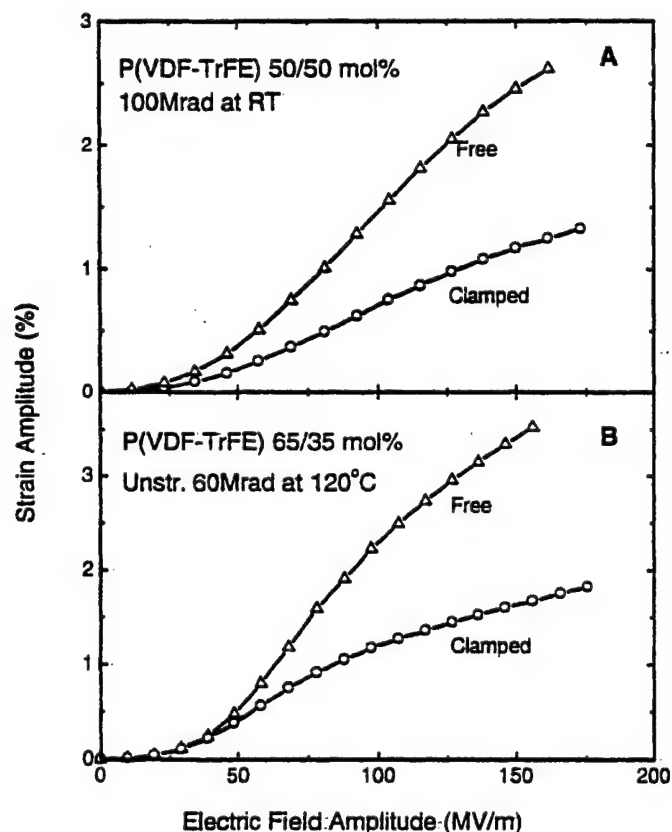 3
A
P(VDF-TrFE) 50/50 mol%
100Mrad at RT
2
Free
1
Clamped
0
Strain Amplitude (%)
P(VDF-TrFE) 65/35 mol%
B
Unstr. 60Mrad at 120°C
3
Free
2
1
Clamped
0
0 50 100 150 200
Electric Field Amplitude (MV/m)